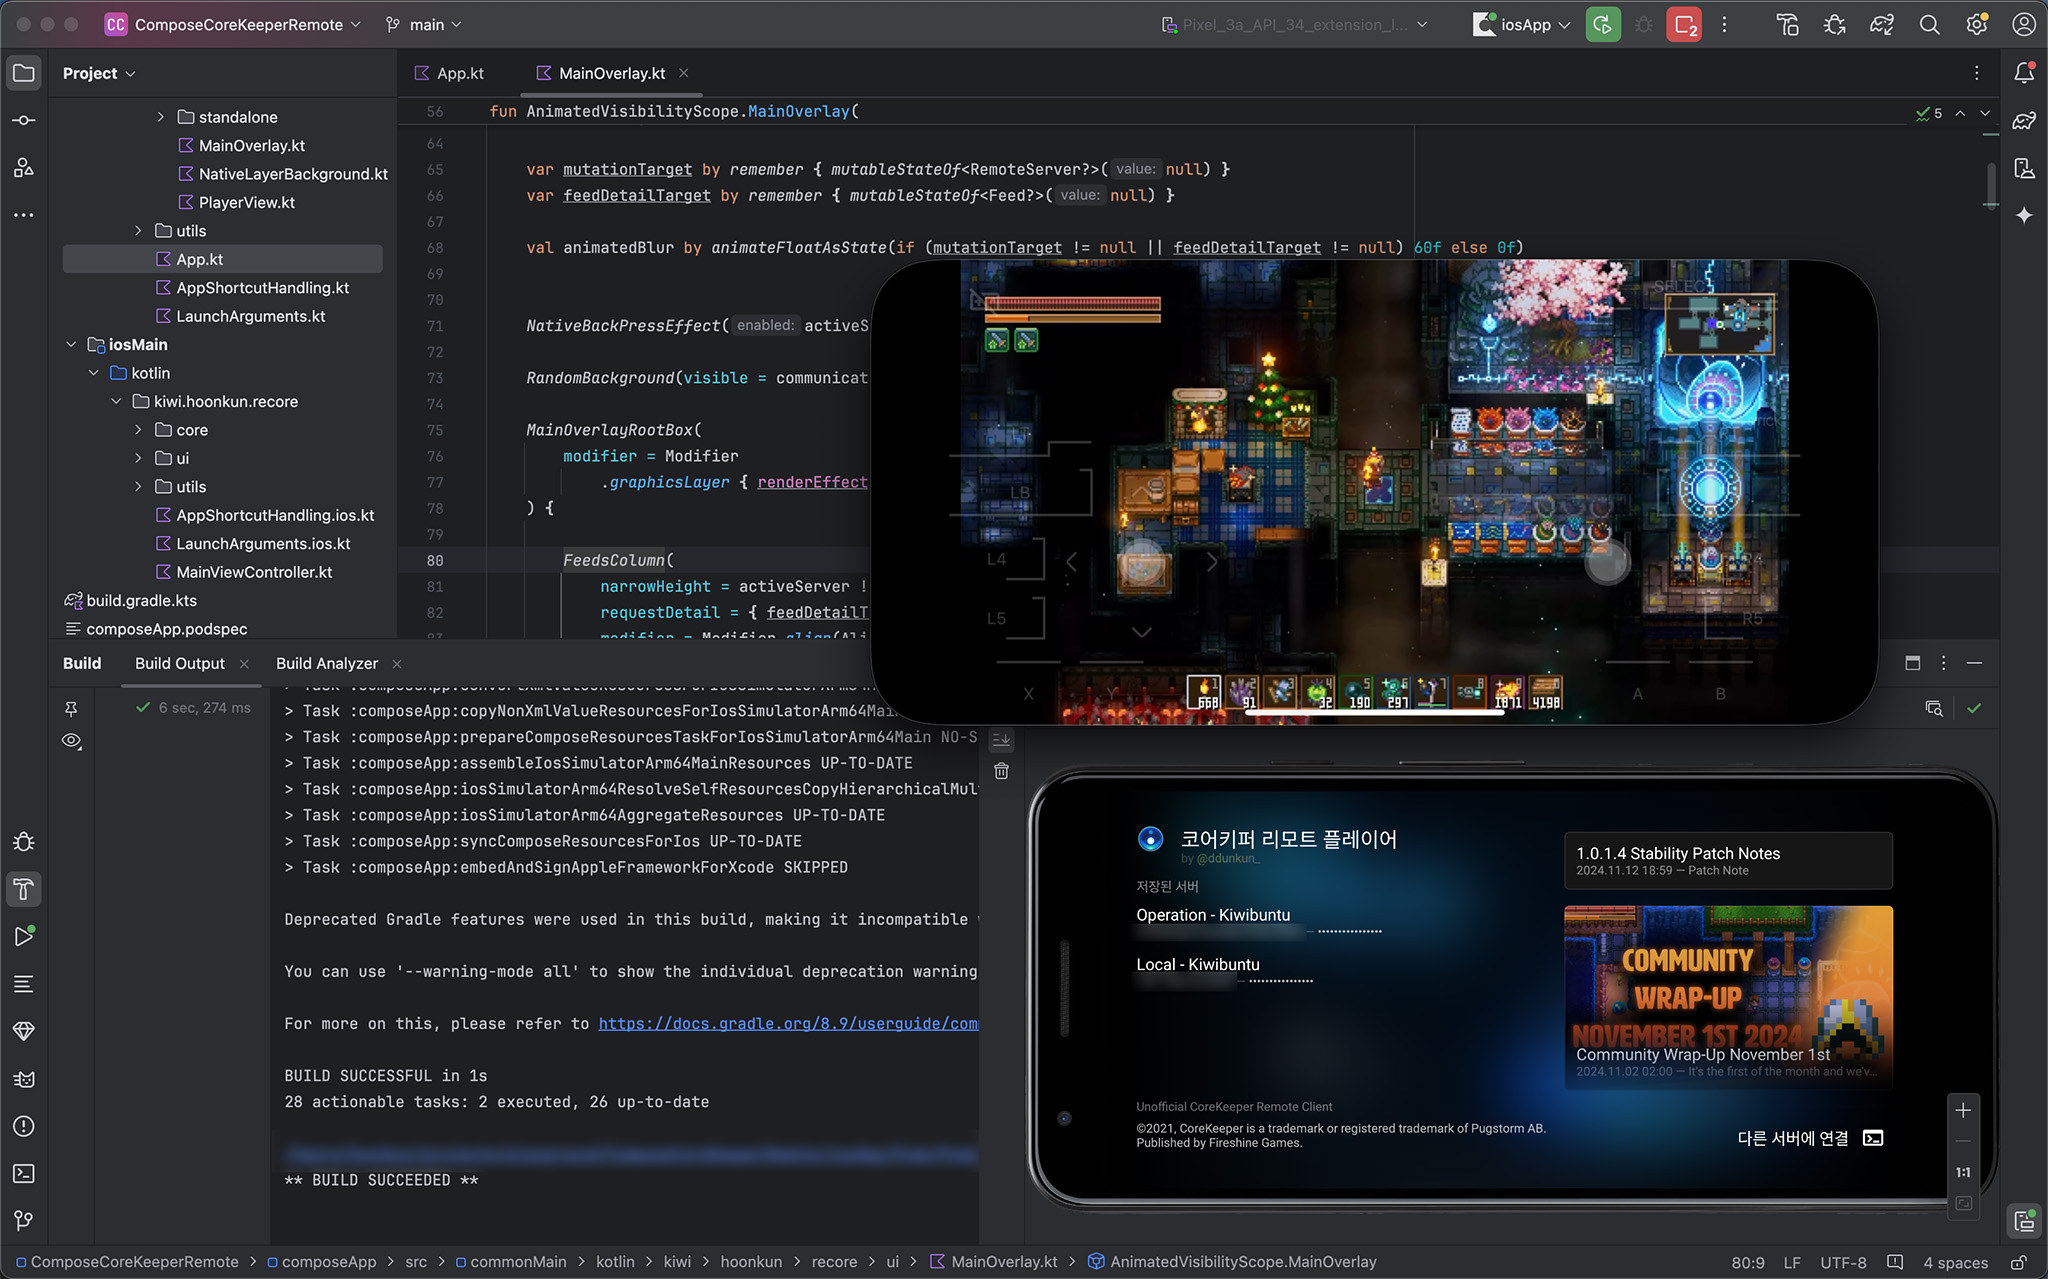 CC ComposeCoreKeeperRemote main Pixel_3a_API_34_extension_l... iosApp 2
Project
App.kt MainOverlay.kt
standalone
MainOverlay.kt
NativeLayerBackground.kt
PlayerView.kt
utils
App.kt
AppShortcutHandling.kt
LaunchArguments.kt
iosMain
kotlin
kiwi.hoonkun.recore
core
ui
utils
AppShortcutHandling.ios.kt
LaunchArguments.ios.kt
MainViewController.kt
build.gradle.kts
composeApp.podspec
56 fun AnimatedVisibilityScope.MainOverlay( 5
64
65 var mutationTarget by remember { mutableStateOf<RemoteServer?>( value: null) }
66 var feedDetailTarget by remember { mutableStateOf<Feed?>( value: null) }
67
68 val animatedBlur by animateFloatAsState(if (mutationTarget != null || feedDetailTarget != null) 60f else 0f)
69
70
71 NativeBackPressEffect( enabled: activeS
72
73 RandomBackground(visible = communicat
74
75 MainOverlayRootBox(
76 modifier = Modifier
77 .graphicsLayer { renderEffect
78 ) {
79
80 FeedsColumn(
81 narrowHeight = activeServer !
82 requestDetail = { feedDetailT
83 modifier = Modifier.align(Ali
SELECT
LB
L4
L5
R4
R5
X Y A B
1 2 3 4 5 6 7 8 9 0
668 91 32 190 297 1871 4198
Build Build Output Build Analyzer
6 sec, 274 ms
> Task :composeApp:copyNonXmlValueResourcesForIosSimulatorArm64Mai
> Task :composeApp:prepareComposeResourcesTaskForIosSimulatorArm64Main NO-S
> Task :composeApp:assembleIosSimulatorArm64MainResources UP-TO-DATE
> Task :composeApp:iosSimulatorArm64ResolveSelfResourcesCopyHierarchicalMul
> Task :composeApp:iosSimulatorArm64AggregateResources UP-TO-DATE
> Task :composeApp:syncComposeResourcesForIos UP-TO-DATE
> Task :composeApp:embedAndSignAppleFrameworkForXcode SKIPPED
Deprecated Gradle features were used in this build, making it incompatible
You can use '--warning-mode all' to show the individual deprecation warning
For more on this, please refer to https://docs.gradle.org/8.9/userguide/com
BUILD SUCCESSFUL in 1s
28 actionable tasks: 2 executed, 26 up-to-date
** BUILD SUCCEEDED **
코어키퍼 리모트 플레이어
by @ddunkun_
저장된 서버
Operation - Kiwibuntu
Local - Kiwibuntu
1.0.1.4 Stability Patch Notes
2024.11.12 18:59 — Patch Note
COMMUNITY
WRAP-UP
NOVEMBER 1ST 2024
Community Wrap-Up November 1st
2024.11.02 02:00 — It's the first of the month and we'v...
Unofficial CoreKeeper Remote Client
©2021, CoreKeeper is a trademark or registered trademark of Pugstorm AB.
Published by Fireshine Games.
다른 서버에 연결
1:1
ComposeCoreKeeperRemote > composeApp > src > commonMain > kotlin > kiwi > hoonkun > recore > ui > MainOverlay.kt > AnimatedVisibilityScope.MainOverlay 80:9 LF UTF-8 4 spaces